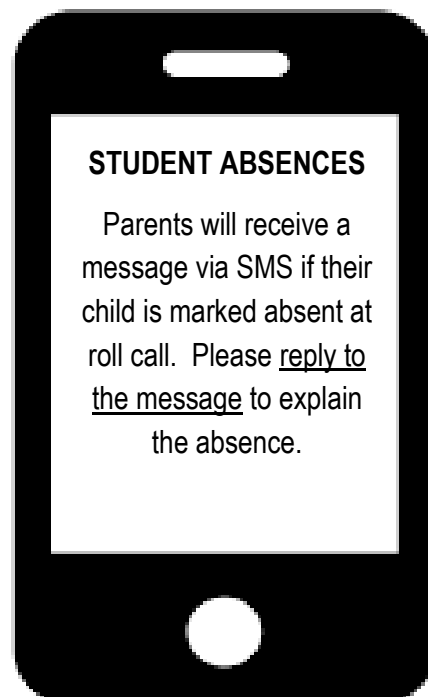 STUDENT ABSENCES
Parents will receive a
message via SMS if their
child is marked absent at
roll call.  Please reply to
the message to explain
the absence.